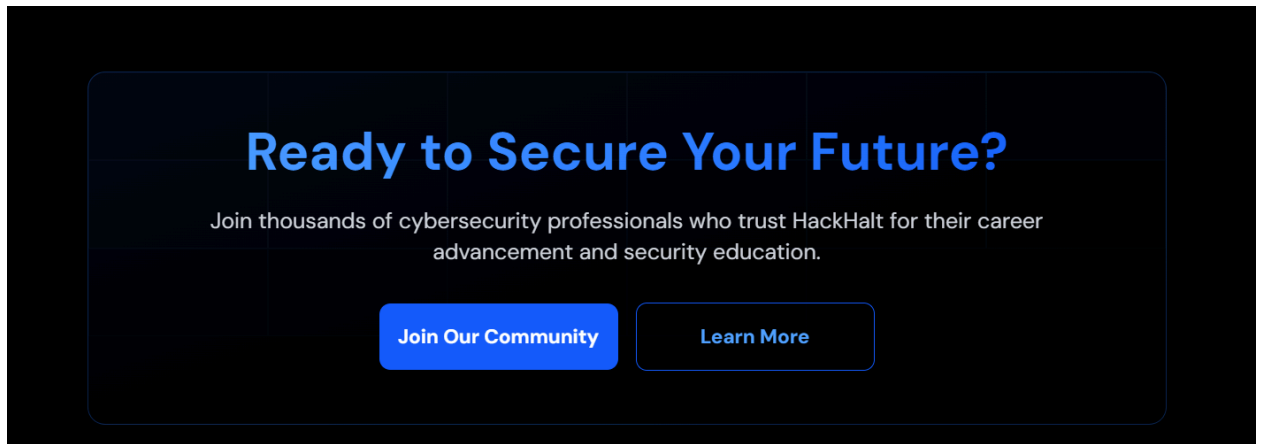 Ready to Secure Your Future?
Join thousands of cybersecurity professionals who trust HackHalt for their career
advancement and security education.
Join Our Community
Learn More